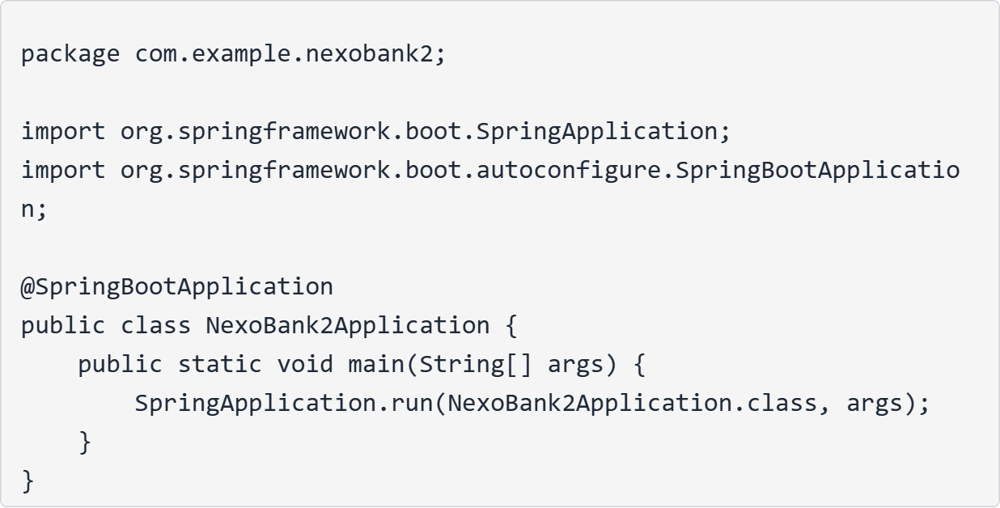 package com.example.nexobank2;
import org.springframework.boot.SpringApplication;
import org.springframework.boot.autoconfigure.SpringBootApplicatio
n;
@SpringBootApplication
public class NexoBank2Application {
    public static void main(String[] args) {
        SpringApplication.run(NexoBank2Application.class, args);
    }
}